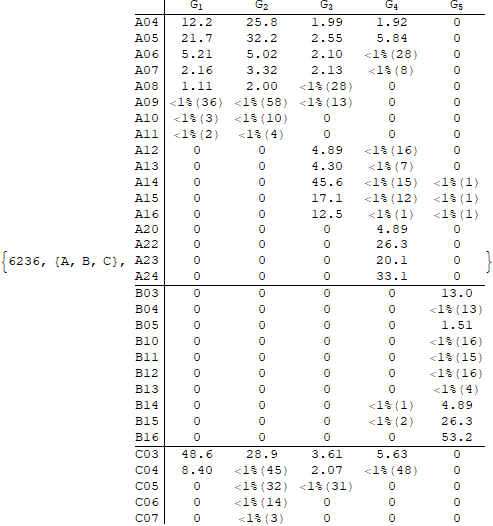 G₁ G₂ G₃ G₄ G₅
A04 12.2 25.8 1.99 1.92 0
A05 21.7 32.2 2.55 5.84 0
A06 5.21 5.02 2.10 <1%(28) 0
A07 2.16 3.32 2.13 <1%(8) 0
A08 1.11 2.00 <1%(28) 0 0
A09 <1%(36) <1%(58) <1%(13) 0 0
A10 <1%(3) <1%(10) 0 0 0
A11 <1%(2) <1%(4) 0 0 0
A12 0 0 4.89 <1%(16) 0
A13 0 0 4.30 <1%(7) 0
A14 0 0 45.6 <1%(15) <1%(1)
A15 0 0 17.1 <1%(12) <1%(1)
A16 0 0 12.5 <1%(1) <1%(1)
A20 0 0 0 4.89 0
A22 0 0 0 26.3 0
{6236, {A, B, C}, A23 0 0 0 20.1 0 }
A24 0 0 0 33.1 0
B03 0 0 0 0 13.0
B04 0 0 0 0 <1%(13)
B05 0 0 0 0 1.51
B10 0 0 0 0 <1%(16)
B11 0 0 0 0 <1%(15)
B12 0 0 0 0 <1%(16)
B13 0 0 0 0 <1%(4)
B14 0 0 0 <1%(1) 4.89
B15 0 0 0 <1%(2) 26.3
B16 0 0 0 0 53.2
C03 48.6 28.9 3.61 5.63 0
C04 8.40 <1%(45) 2.07 <1%(48) 0
C05 0 <1%(32) <1%(31) 0 0
C06 0 <1%(14) 0 0 0
C07 0 <1%(3) 0 0 0